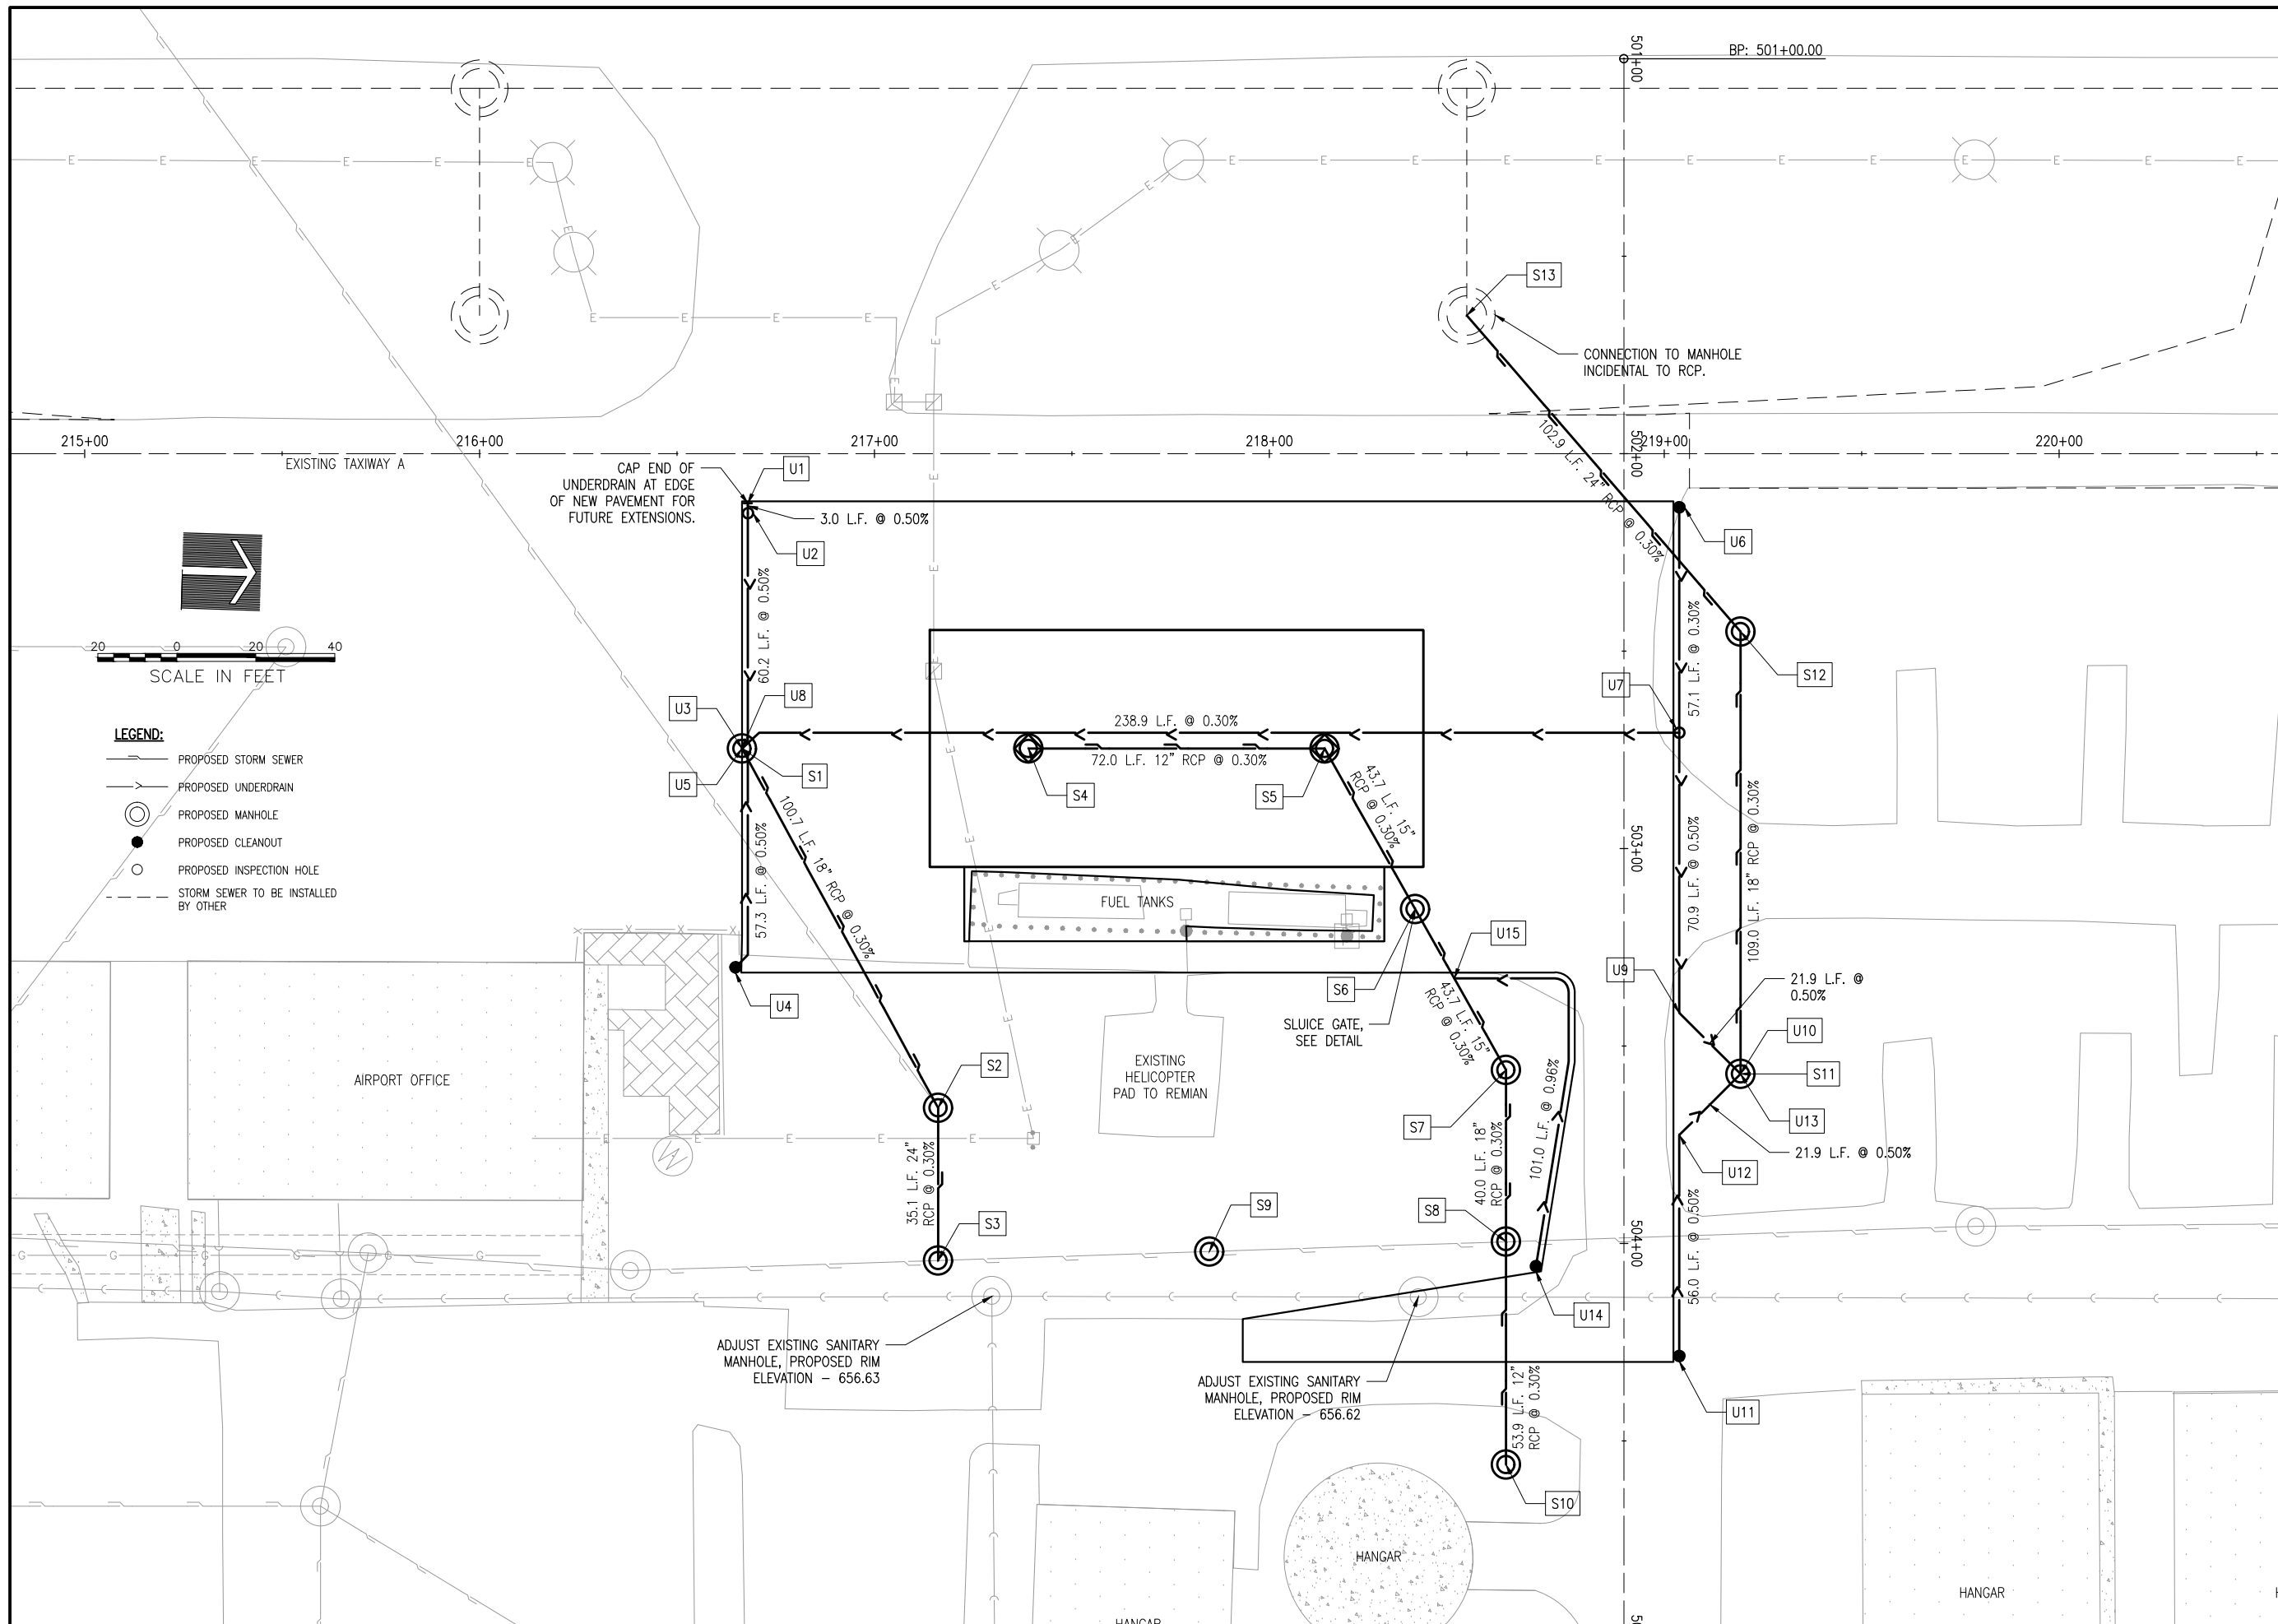 501+00
BP: 501+00.00
S13
CONNECTION TO MANHOLE
INCIDENTAL TO RCP.
215+00
216+00
217+00
218+00
502+00
219+00
220+00
EXISTING TAXIWAY A
CAP END OF
UNDERDRAIN AT EDGE
OF NEW PAVEMENT FOR
FUTURE EXTENSIONS.
U1
3.0 L.F. @ 0.50%
U2
102.9 L.F. 24" RCP @ 0.30%
U6
60.2 L.F. @ 0.50%
57.1 L.F. @ 0.30%
20 0 20 40
SCALE IN FEET
S12
U7
U3
U8
238.9 L.F. @ 0.30%
72.0 L.F. 12" RCP @ 0.30%
U5
S1
S4
S5
43.7 L.F. 15"
RCP @ 0.30%
LEGEND:
PROPOSED STORM SEWER
PROPOSED UNDERDRAIN
PROPOSED MANHOLE
PROPOSED CLEANOUT
PROPOSED INSPECTION HOLE
STORM SEWER TO BE INSTALLED
BY OTHER
57.3 L.F. @ 0.50%
100.7 L.F. 18" RCP @ 0.30%
503+00
70.9 L.F. @ 0.50%
109.0 L.F. 18" RCP @ 0.30%
FUEL TANKS
U15
U9
21.9 L.F. @
0.50%
U4
S6
SLUICE GATE,
SEE DETAIL
43.7 L.F. 15"
RCP @ 0.30%
U10
S11
U13
AIRPORT OFFICE
S2
EXISTING
HELICOPTER
PAD TO REMIAN
S7
101.0 L.F. @ 0.96%
21.9 L.F. @ 0.50%
U12
35.1 L.F. 24"
RCP @ 0.30%
40.0 L.F. 18"
RCP @ 0.30%
S3
S9
S8
504+00
56.0 L.F. @ 0.50%
U14
ADJUST EXISTING SANITARY
MANHOLE, PROPOSED RIM
ELEVATION - 656.63
ADJUST EXISTING SANITARY
MANHOLE, PROPOSED RIM
ELEVATION - 656.62
53.9 L.F. 12"
RCP @ 0.30%
U11
S10
HANGAR
HANGAR
HANGAR